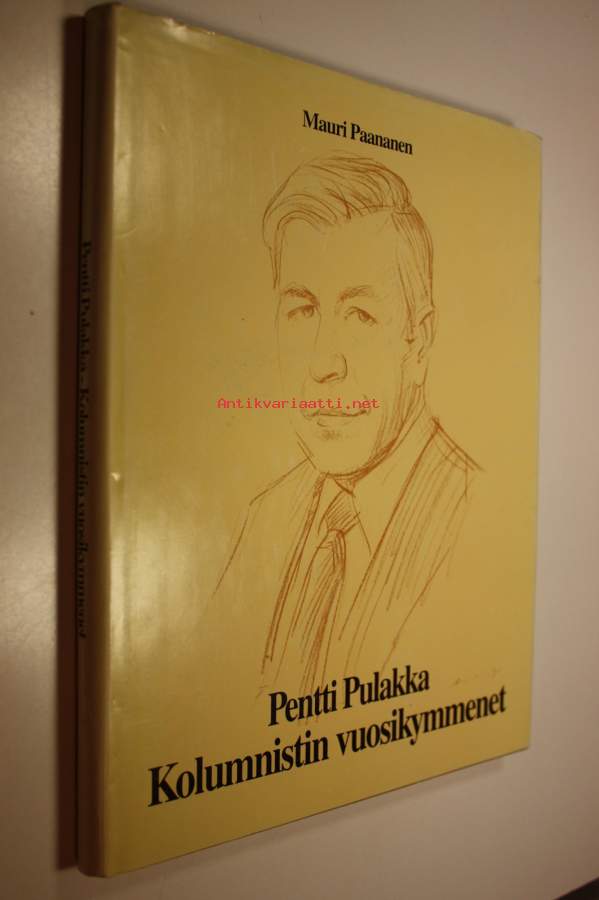 Mauri Paananen
Antikvariaatti.net
Pentti Pulakka
Kolumnistin vuosikymmenet
Pentti Pulakka - Kolumnistin vuosikymmenet